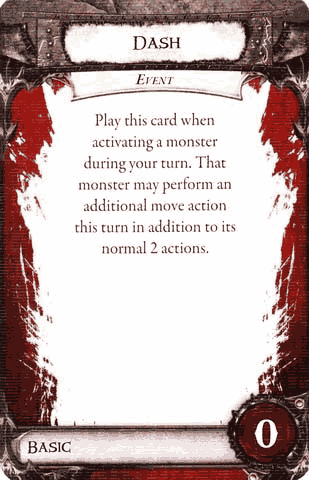 Dash
Event
Play this card when
activating a monster
during your turn. That
monster may perform an
additional move action
this turn in addition to its
normal 2 actions.
Basic
0